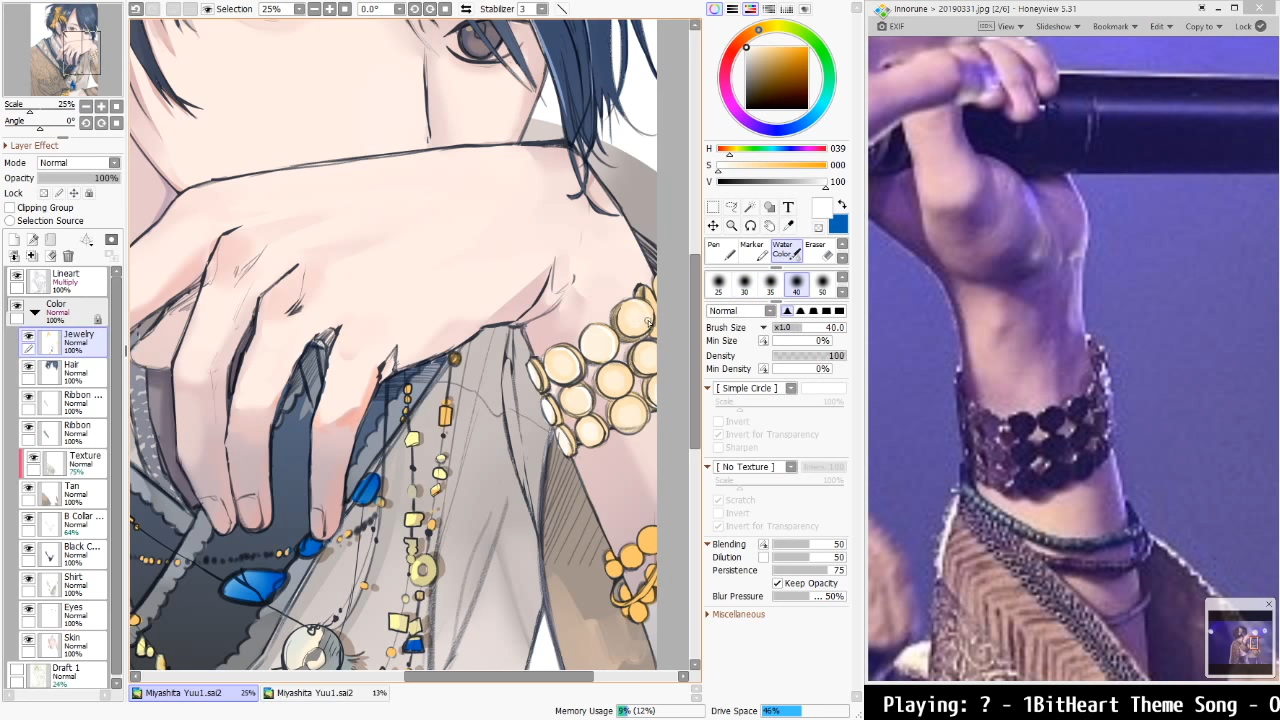 Selection
25%
0.0°
Stabilizer
3
Scale
25%
Angle
0°
Layer Effect
Mode
Normal
Opacity
100%
Lock
Clipping Group
Selection Source
Lineart
Multiply
100%
Color
Normal
100%
Jewelry
Normal
100%
Hair
Normal
100%
Ribbon ...
Normal
100%
Ribbon
Normal
100%
Texture
Normal
75%
Tan
Normal
100%
B Collar ...
Normal
64%
Black C...
Normal
100%
Shirt
Normal
100%
Eyes
Normal
100%
Skin
Normal
100%
Draft 1
Normal
24%
Miyashita Yuu1.sai2
25%
Miyashita Yuu1.sai2
13%
Memory Usage
9% (12%)
Drive Space
46%
H
039
S
000
V
100
T
Pen
Marker
Water Color
Eraser
25
30
35
40
50
Normal
Brush Size
x1.0
40.0
Min Size
0%
Density
100
Min Density
0%
[ Simple Circle ]
Scale
100%
Invert
Invert for Transparency
Sharpen
[ No Texture ]
Scale
100%
Scratch
Invert
Invert for Transparency
Blending
50
Dilution
50
Persistence
75
Keep Opacity
Blur Pressure
... 50%
Miscellaneous
Innorune > 20190331.jpg [2/6] - Honeyview 5.31
EXIF
100%
View
Slideshow
Bookmark
Edit
Copy to
Lock
Playing: ? - 1BitHeart Theme Song - O